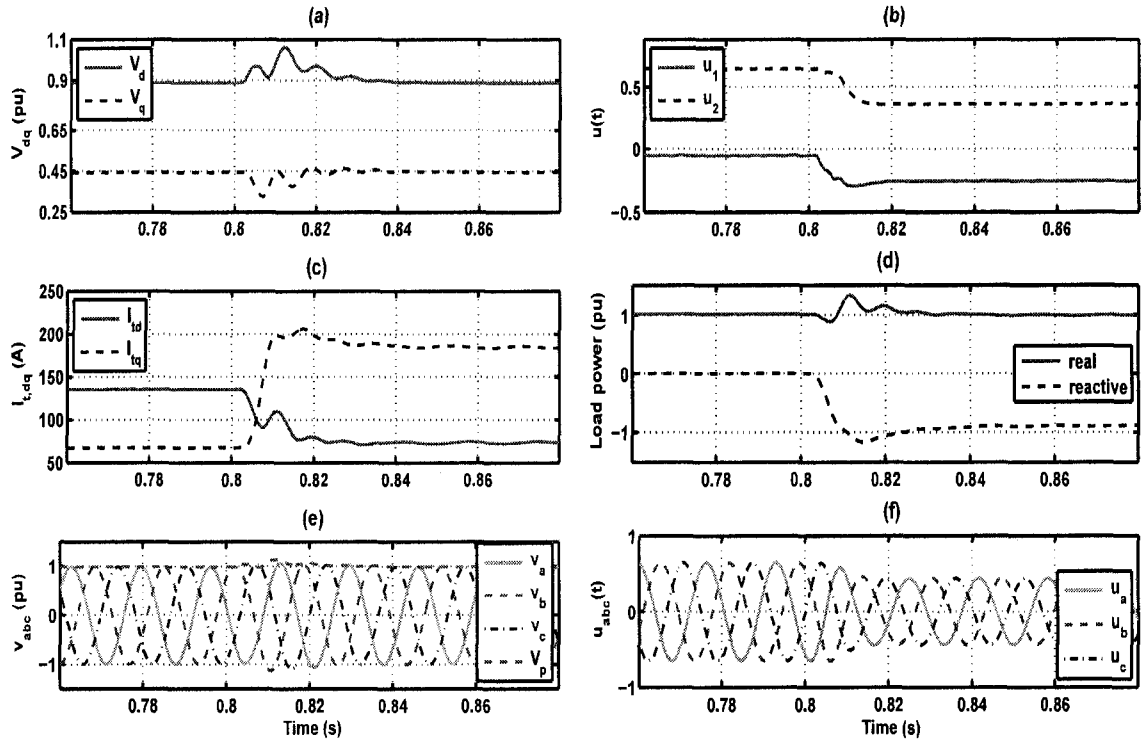 (a)
1.1
0.9
0.65
0.45
0.25
V_dq (pu)
V_d
V_q
0.78 0.8 0.82 0.84 0.86
(b)
0.5
0
−0.5
u(t)
u_1
u_2
0.78 0.8 0.82 0.84 0.86
(c)
250
200
150
100
50
I_t,dq (A)
I_td
I_tq
0.78 0.8 0.82 0.84 0.86
(d)
1
0
−1
Load power (pu)
real
reactive
0.78 0.8 0.82 0.84 0.86
(e)
1
0
−1
v_abc (pu)
v_a
v_b
v_c
V_p
0.78 0.8 0.82 0.84 0.86
Time (s)
(f)
1
0
−1
u_abc(t)
u_a
u_b
u_c
0.78 0.8 0.82 0.84 0.86
Time (s)